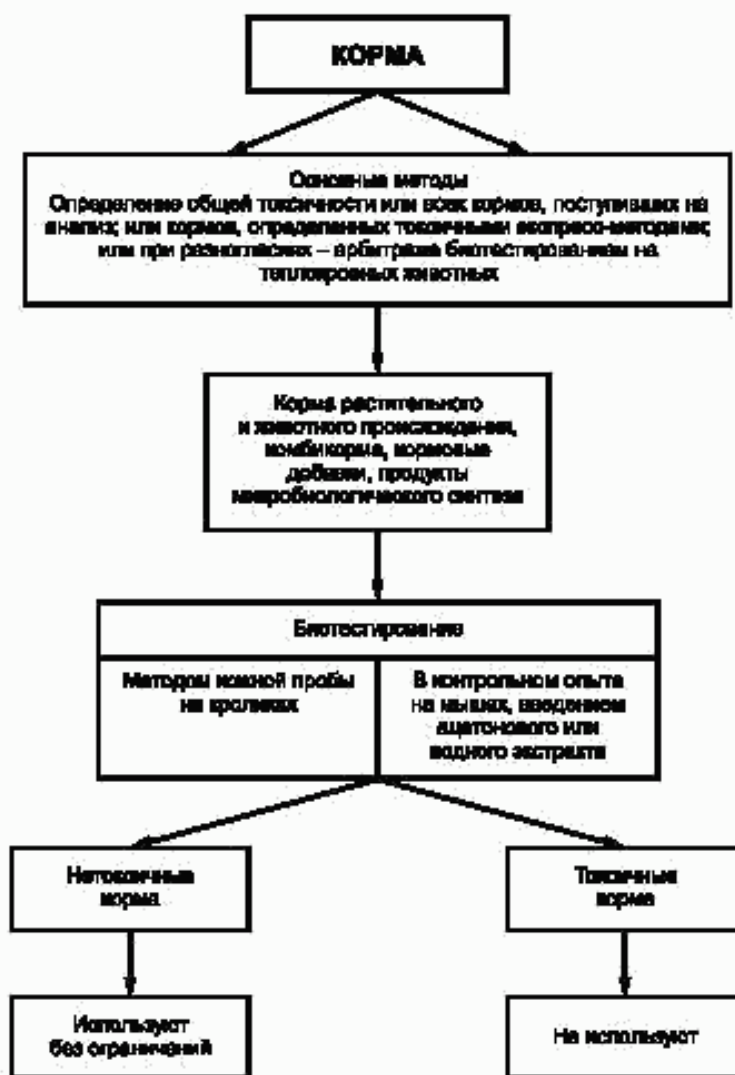 КОРМА
Основные методы
Определение общей токсичности или всех кормов, поступивших на
анализ; или кормов, определенных токсичными экспресс-методами;
или при разногласиях – арбитраже биотестированием на
теплокровных животных
Корма растительного
и животного происхождения,
комбикорма, кормовые
добавки, продукты
микробиологического синтеза
Биотестирование
Методом кожной пробы
на кроликах
В контрольном опыте
на мышах, введением
ацетонового или
водного экстракта
Нетоксичные
корма
Токсичные
корма
Используют
без ограничений
Не используют